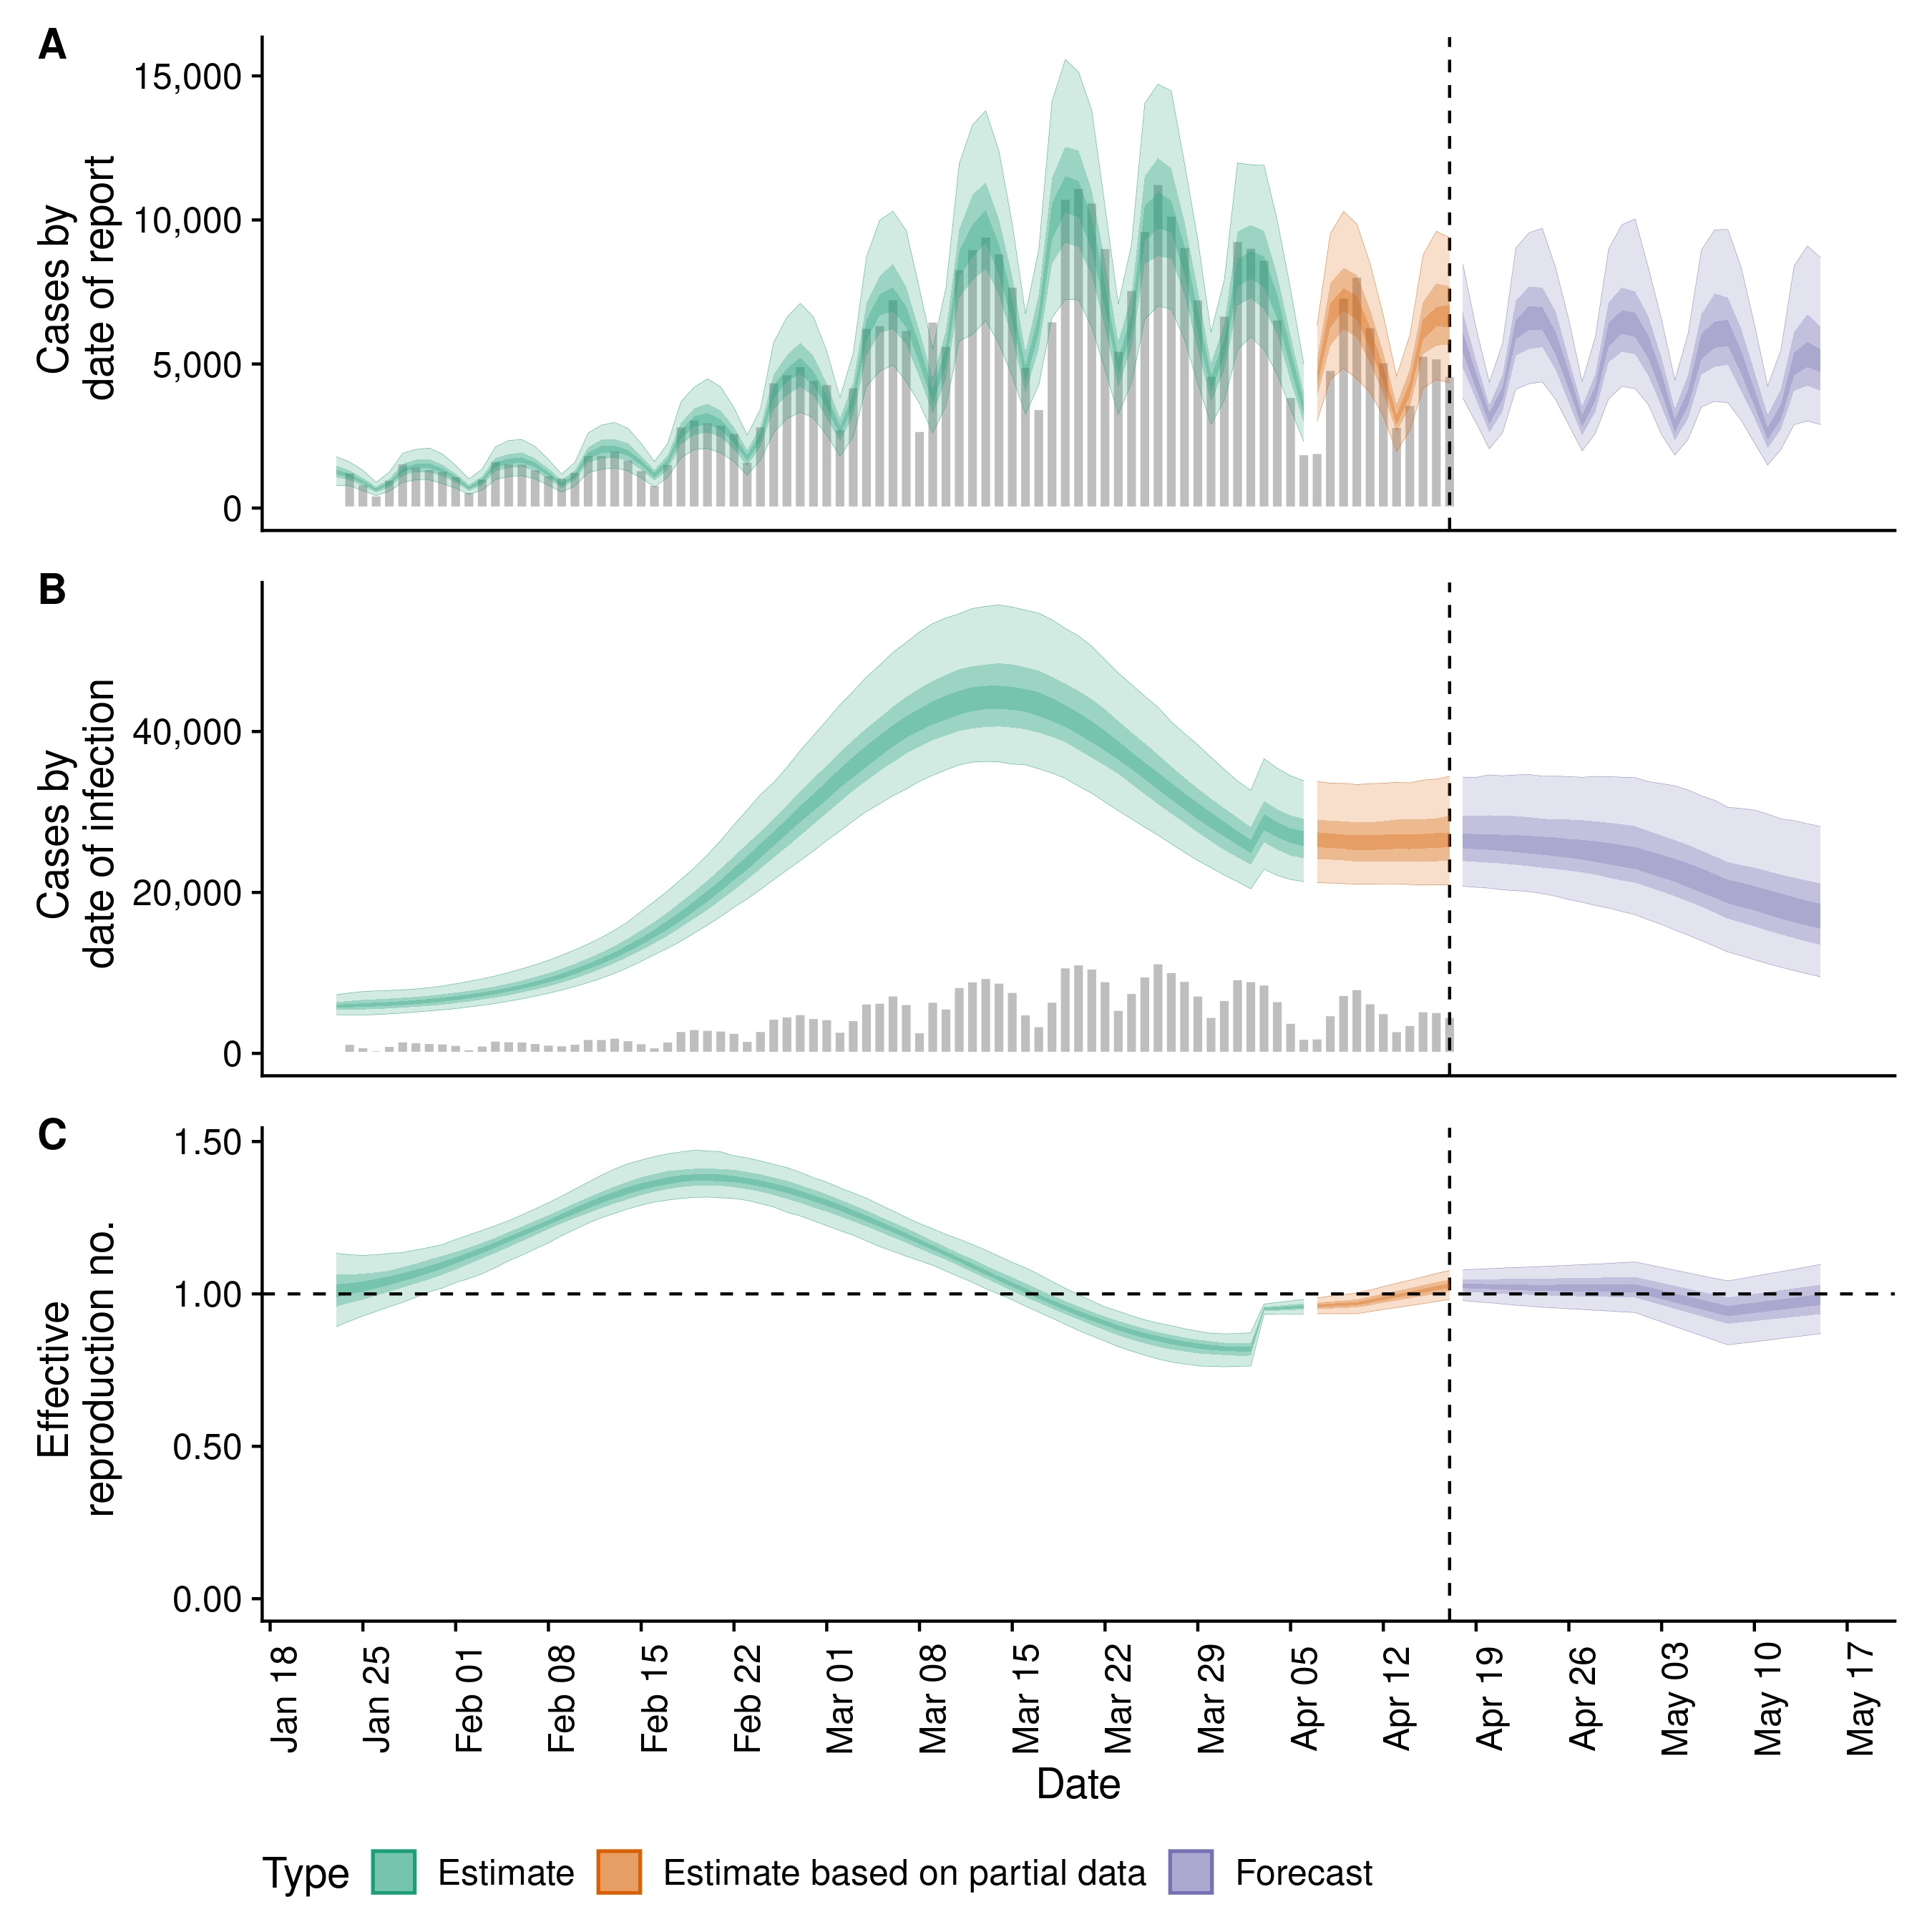 A
Cases by
date of report
15,000
10,000
5,000
0
B
Cases by
date of infection
40,000
20,000
0
C
Effective
reproduction no.
1.50
1.00
0.50
0.00
Jan 18
Jan 25
Feb 01
Feb 08
Feb 15
Feb 22
Mar 01
Mar 08
Mar 15
Mar 22
Mar 29
Apr 05
Apr 12
Apr 19
Apr 26
May 03
May 10
May 17
Date
Type Estimate Estimate based on partial data Forecast